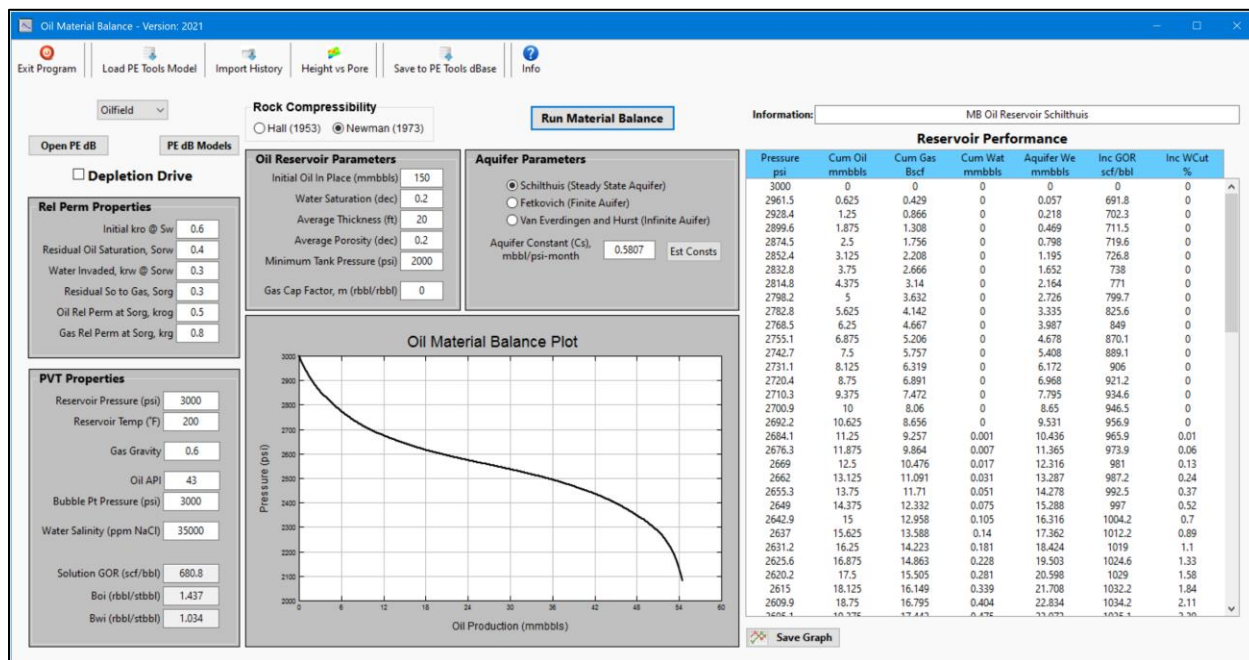 Oil Material Balance - Version: 2021
Exit Program Load PE Tools Model Import History Height vs Pore Save to PE Tools dBase Info
Oilfield
Open PE dB PE dB Models
Depletion Drive
Rock Compressibility
Hall (1953) Newman (1973)
Run Material Balance
Rel Perm Properties
Initial kro @ Sw 0.6
Residual Oil Saturation, Sorw 0.4
Water Invaded, krw @ Sorw 0.3
Residual So to Gas, Sorg 0.3
Oil Rel Perm at Sorg, krog 0.5
Gas Rel Perm at Sorg, krg 0.8
PVT Properties
Reservoir Pressure (psi) 3000
Reservoir Temp (°F) 200
Gas Gravity 0.6
Oil API 43
Bubble Pt Pressure (psi) 3000
Water Salinity (ppm NaCl) 35000
Solution GOR (scf/bbl) 680.8
Boi (rbbl/stbbl) 1.437
Bwi (rbbl/stbbl) 1.034
Oil Reservoir Parameters
Initial Oil In Place (mmbbls) 150
Water Saturation (dec) 0.2
Average Thickness (ft) 20
Average Porosity (dec) 0.2
Minimum Tank Pressure (psi) 2000
Gas Cap Factor, m (rbbl/rbbl) 0
Aquifer Parameters
Schilthuis (Steady State Aquifer)
Fetkovich (Finite Auifer)
Van Everdingen and Hurst (Infinite Auifer)
Aquifer Constant (Cs),
mbbl/psi-month 0.5807 Est Consts
Oil Material Balance Plot
Pressure (psi)
3000
2900
2800
2700
2600
2500
2400
2300
2200
2100
2000
0 6 12 18 24 30 36 42 48 54 60
Oil Production (mmbbls)
Information: MB Oil Reservoir Schilthuis
Reservoir Performance
Pressure Cum Oil Cum Gas Cum Wat Aquifer We Inc GOR Inc WCut
psi mmbbls Bscf mmbbls mmbbls scf/bbl %
3000 0 0 0 0 0 0
2961.5 0.625 0.429 0 0.057 691.8 0
2928.4 1.25 0.866 0 0.218 702.3 0
2899.6 1.875 1.308 0 0.469 711.5 0
2874.5 2.5 1.756 0 0.798 719.6 0
2852.4 3.125 2.208 0 1.195 726.8 0
2832.8 3.75 2.666 0 1.652 738 0
2814.8 4.375 3.14 0 2.164 771 0
2798.2 5 3.632 0 2.726 799.7 0
2782.8 5.625 4.142 0 3.335 825.6 0
2768.5 6.25 4.667 0 3.987 849 0
2755.1 6.875 5.206 0 4.678 870.1 0
2742.7 7.5 5.757 0 5.408 889.1 0
2731.1 8.125 6.319 0 6.172 906 0
2720.4 8.75 6.891 0 6.968 921.2 0
2710.3 9.375 7.472 0 7.795 934.6 0
2700.9 10 8.06 0 8.65 946.5 0
2692.2 10.625 8.656 0 9.531 956.9 0
2684.1 11.25 9.257 0.001 10.436 965.9 0.01
2676.3 11.875 9.864 0.007 11.365 973.9 0.06
2669 12.5 10.476 0.017 12.316 981 0.13
2662 13.125 11.091 0.031 13.287 987.2 0.24
2655.3 13.75 11.71 0.051 14.278 992.5 0.37
2649 14.375 12.332 0.075 15.288 997 0.52
2642.9 15 12.958 0.105 16.316 1004.2 0.7
2637 15.625 13.588 0.14 17.362 1012.2 0.89
2631.2 16.25 14.223 0.181 18.424 1019 1.1
2625.6 16.875 14.863 0.228 19.503 1024.6 1.33
2620.2 17.5 15.505 0.281 20.598 1029 1.58
2615 18.125 16.149 0.339 21.708 1032.2 1.84
2609.9 18.75 16.795 0.404 22.834 1034.2 2.11
Save Graph